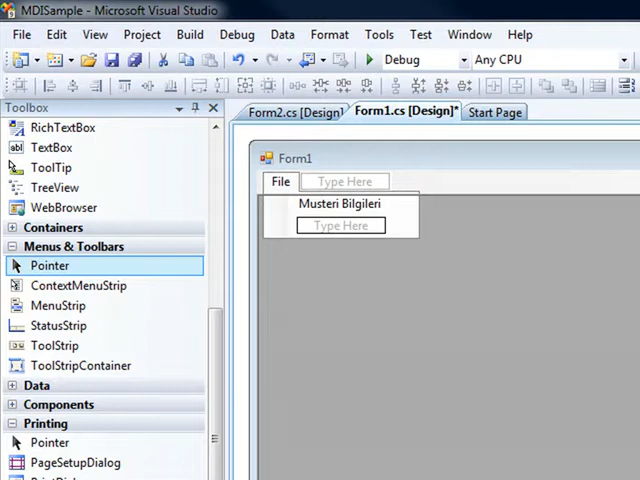 MDISample - Microsoft Visual Studio
File Edit View Project Build Debug Data Format Tools Test Window Help
Debug Any CPU
Toolbox
Form2.cs [Design] Form1.cs [Design]* Start Page
RichTextBox
abl TextBox
ToolTip
TreeView
WebBrowser
Containers
Menus & Toolbars
Pointer
ContextMenuStrip
MenuStrip
StatusStrip
ToolStrip
ToolStripContainer
Data
Components
Printing
Pointer
PageSetupDialog
Form1
File Type Here
Musteri Bilgileri
Type Here